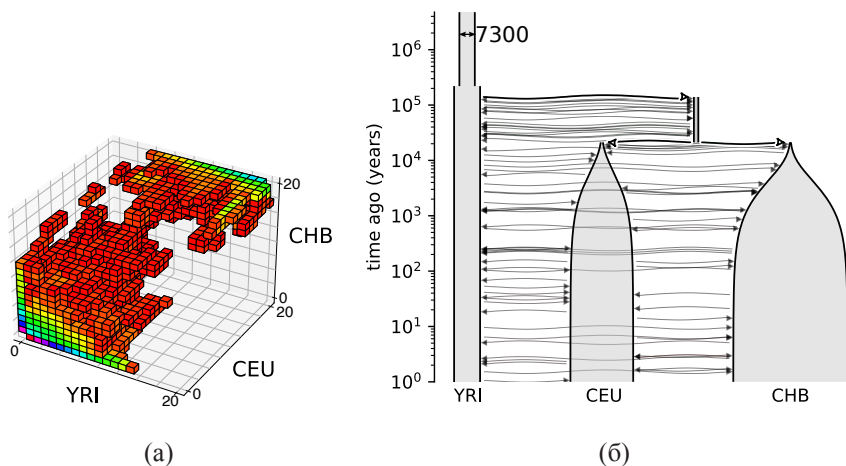 20
CHB
0
20
CEU
0
20
YRI
0
(а)
7300
time ago (years)
10⁶
10⁵
10⁴
10³
10²
10¹
10⁰
YRI CEU CHB
(б)